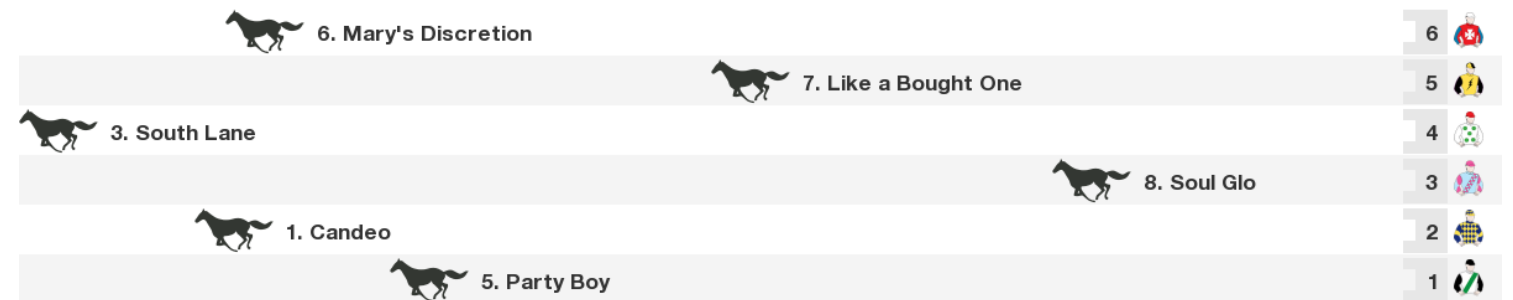 6. Mary's Discretion 6
7. Like a Bought One 5
3. South Lane 4
8. Soul Glo 3
1. Candeo 2
5. Party Boy 1